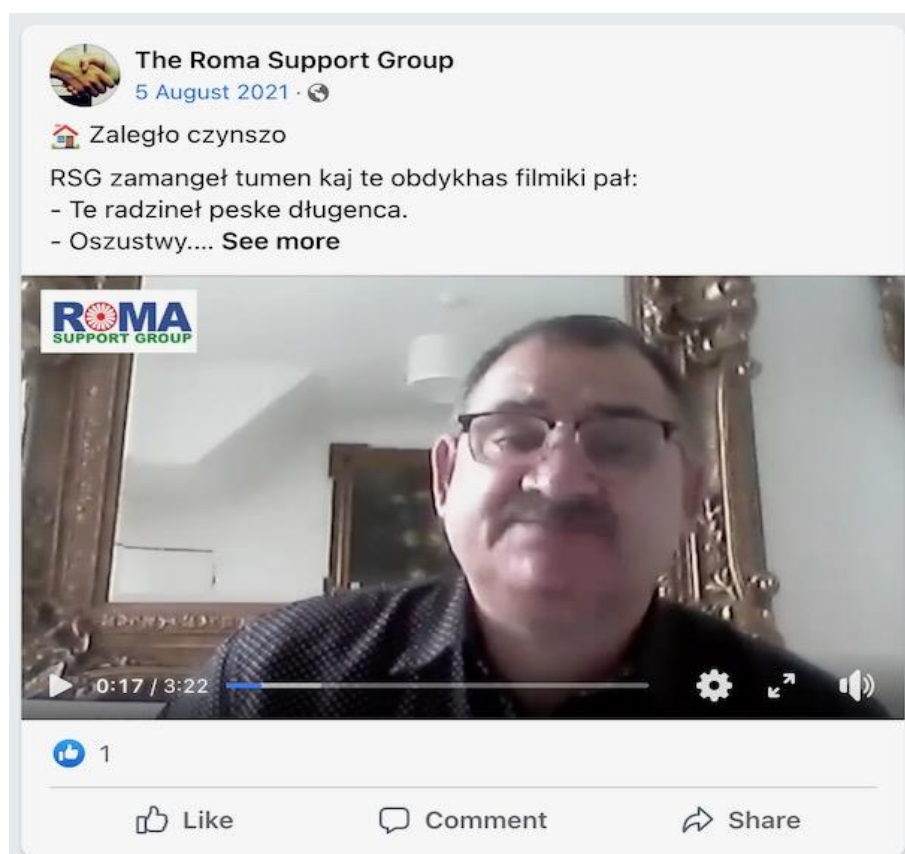 The Roma Support Group
5 August 2021 ·
Zaległo czynszo
RSG zamangeł tumen kaj te obdykhas filmiki pał:
- Te radzineł peske długenca.
- Oszustwy.... See more
ROMA
SUPPORT GROUP
0:17 / 3:22
1
Like
Comment
Share